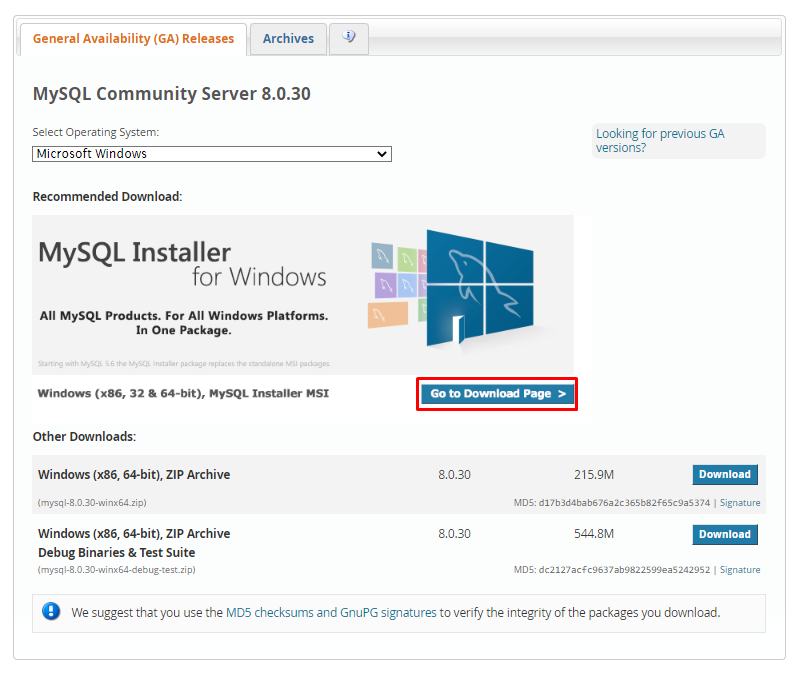 General Availability (GA) Releases
Archives
MySQL Community Server 8.0.30
Select Operating System:
Microsoft Windows
Looking for previous GA
versions?
Recommended Download:
MySQL Installer
for Windows
All MySQL Products. For All Windows Platforms.
In One Package.
Starting with MySQL 5.6 the MySQL Installer package replaces the standalone MSI packages.
Windows (x86, 32 & 64-bit), MySQL Installer MSI
Go to Download Page >
Other Downloads:
Windows (x86, 64-bit), ZIP Archive 8.0.30 215.9M Download
(mysql-8.0.30-winx64.zip) MD5: d17b3d4bab676a2c365b82f65c9a5374 | Signature
Windows (x86, 64-bit), ZIP Archive 8.0.30 544.8M Download
Debug Binaries & Test Suite
(mysql-8.0.30-winx64-debug-test.zip) MD5: dc2127acfc9637ab9822599ea5242952 | Signature
We suggest that you use the MD5 checksums and GnuPG signatures to verify the integrity of the packages you download.